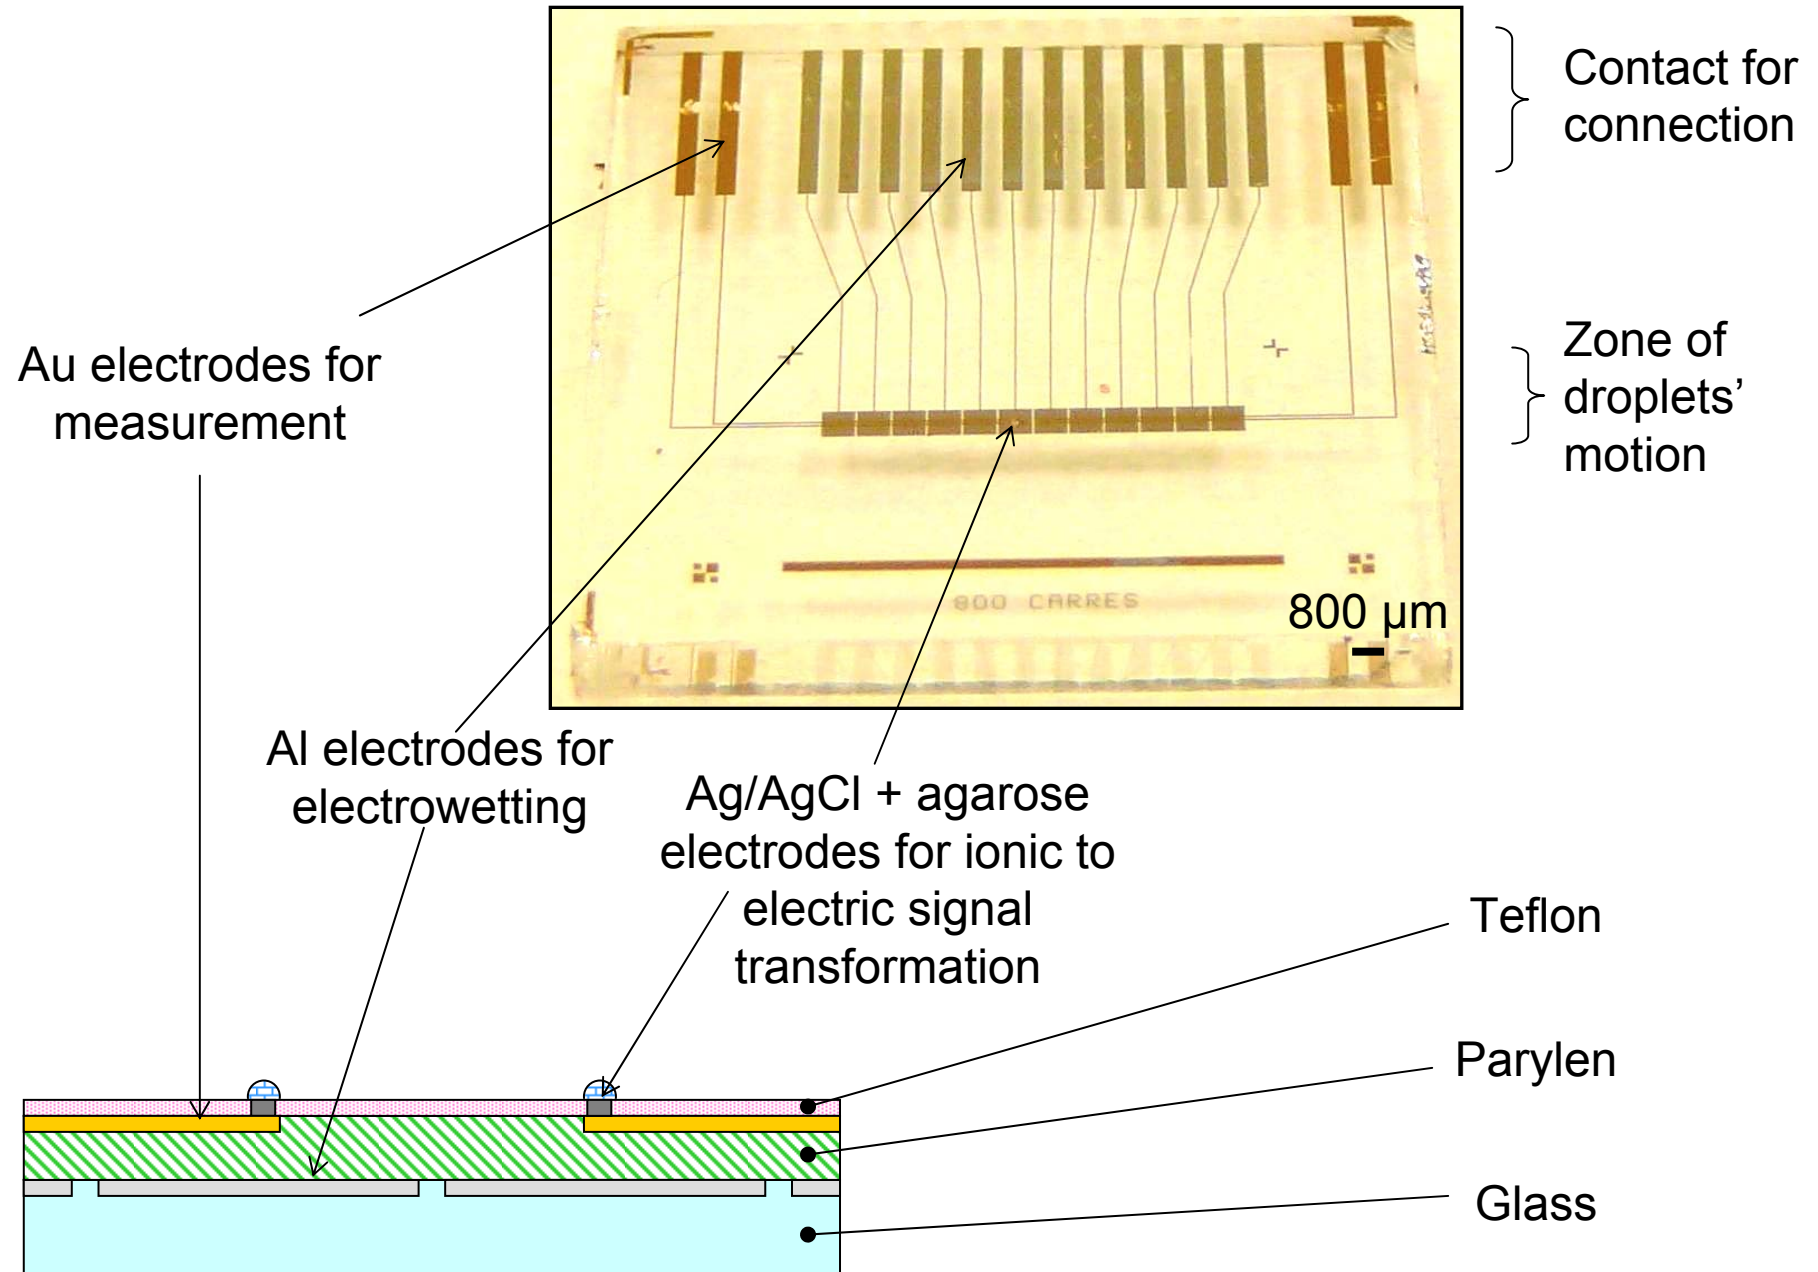 Contact for
connection
Zone of
droplets’
motion
Au electrodes for
measurement
800 CARRES
800 µm
Al electrodes for
electrowetting
Ag/AgCl + agarose
electrodes for ionic to
electric signal
transformation
Teflon
Parylen
Glass